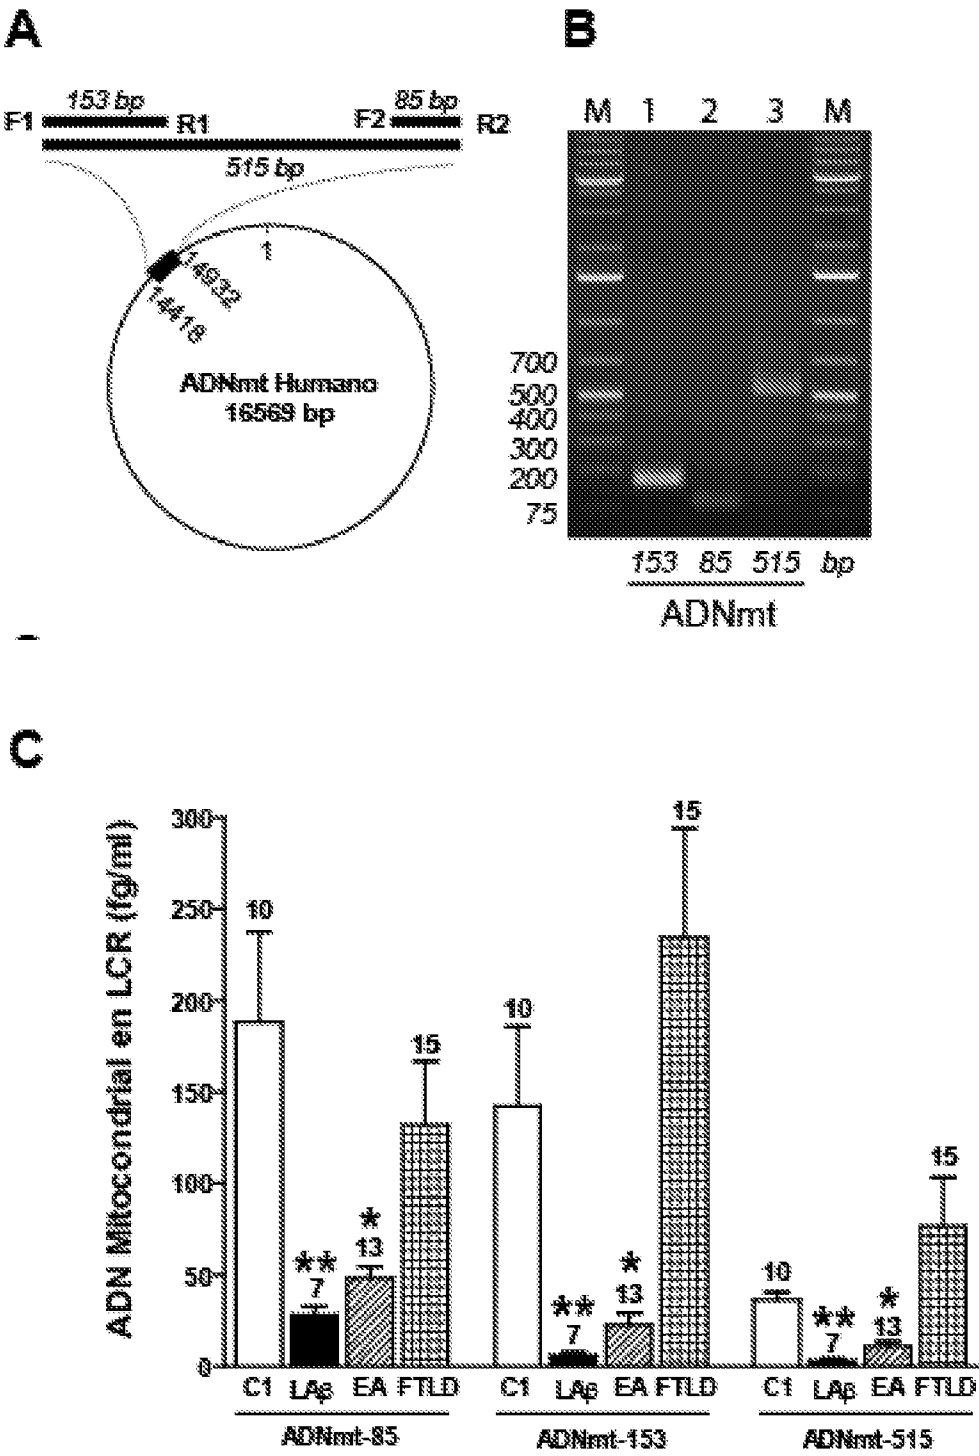 A
153 bp
85 bp
F1
R1
F2
R2
515 bp
1
14932
14418
ADNmt Humano
16569 bp
B
M 1 2 3 M
700
500
400
300
200
75
153 85 515 bp
ADNmt
C
ADN Mitocondrial en LCR (fg/ml)
300
250
200
150
100
50
0
10
**
7
*
13
15
10
**
7
*
13
15
10
**
7
*
13
15
C1 LAβ EA FTLD
C1 LAβ EA FTLD
C1 LAβ EA FTLD
ADNmt-85
ADNmt-153
ADNmt-515